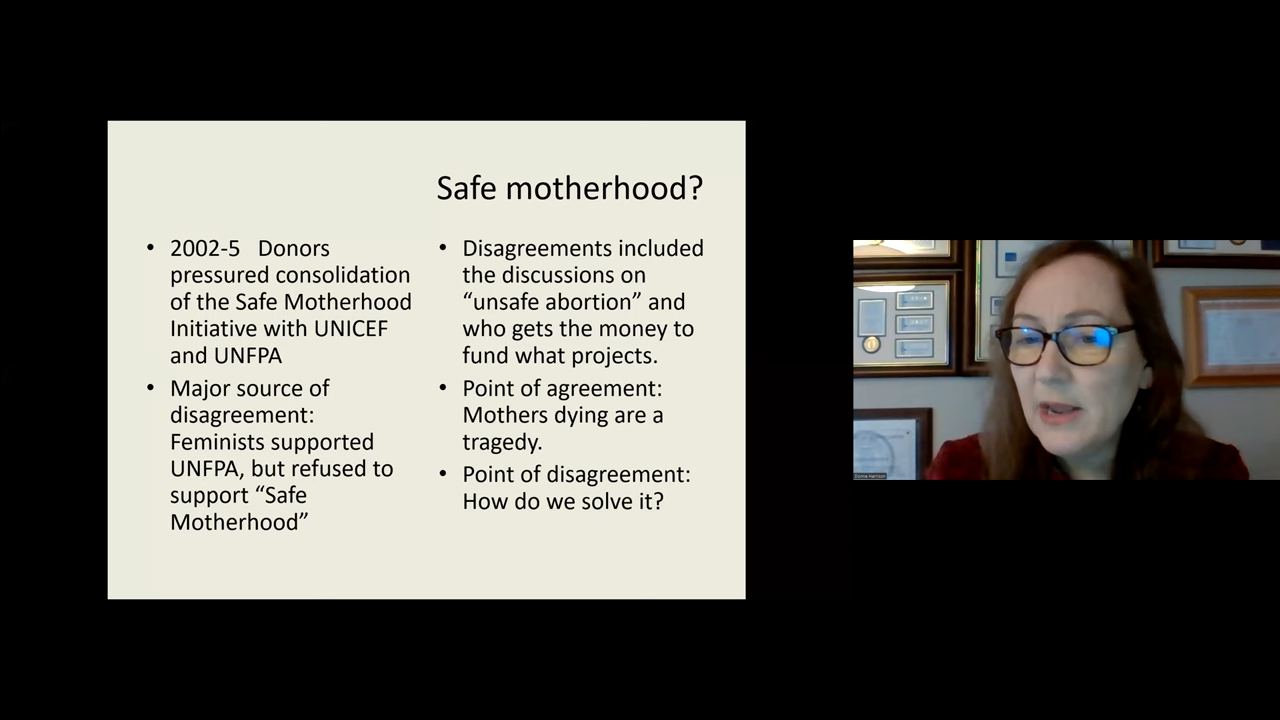 Safe motherhood?
• 2002-5 Donors
pressured consolidation
of the Safe Motherhood
Initiative with UNICEF
and UNFPA
• Major source of
disagreement:
Feminists supported
UNFPA, but refused to
support “Safe
Motherhood”
• Disagreements included
the discussions on
“unsafe abortion” and
who gets the money to
fund what projects.
• Point of agreement:
Mothers dying are a
tragedy.
• Point of disagreement:
How do we solve it?
Donna Harrison